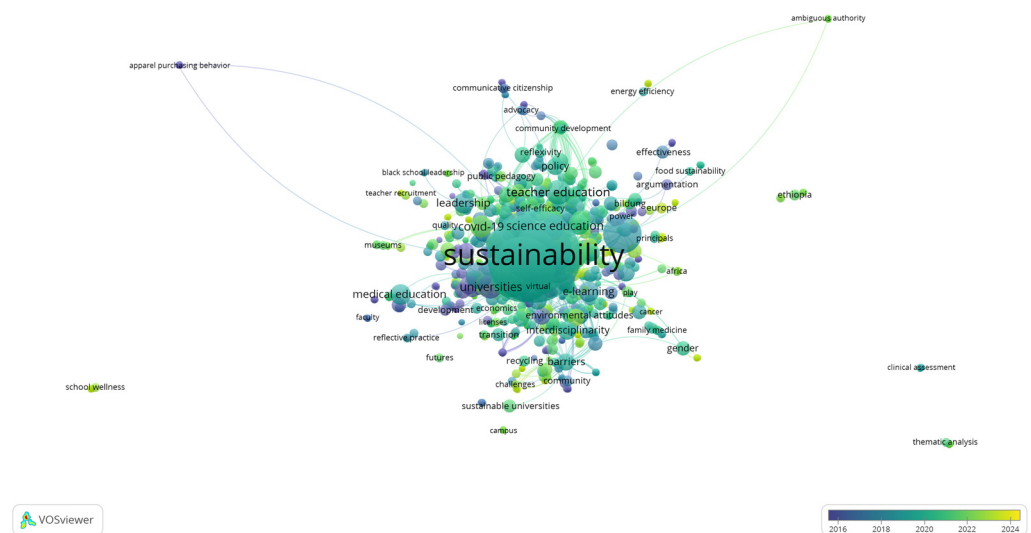 ambiguous authority
apparel purchasing behavior
communicative citizenship
energy efficiency
advocacy
community development
reflexivity
effectiveness
policy
black school leadership
public pedagogy
food sustainability
argumentation
teacher recruitment
teacher education
ethiopia
leadership
self-efficacy
bildung
europe
power
quality
covid-19
science education
principals
museums
sustainability
africa
universities
virtual
e-learning
play
medical education
development
economics
cancer
faculty
licenses
environmental attitudes
reflective practice
transition
interdisciplinarity
family medicine
gender
futures
recycling
barriers
clinical assessment
school wellness
challenges
community
sustainable universities
campus
thematic analysis
VOSviewer
2016 2018 2020 2022 2024